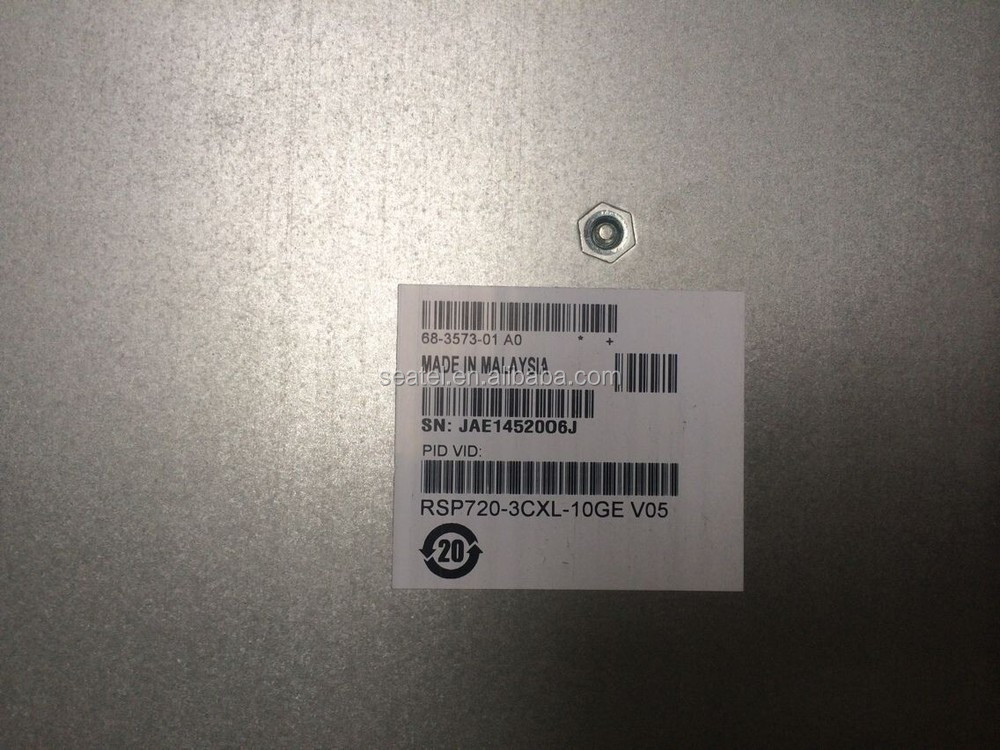 68-3573-01 A0 * +
MADE IN MALAYSIA
seatel.en.alibaba.com
SN: JAE1452006J
PID VID:
RSP720-3CXL-10GE V05
20